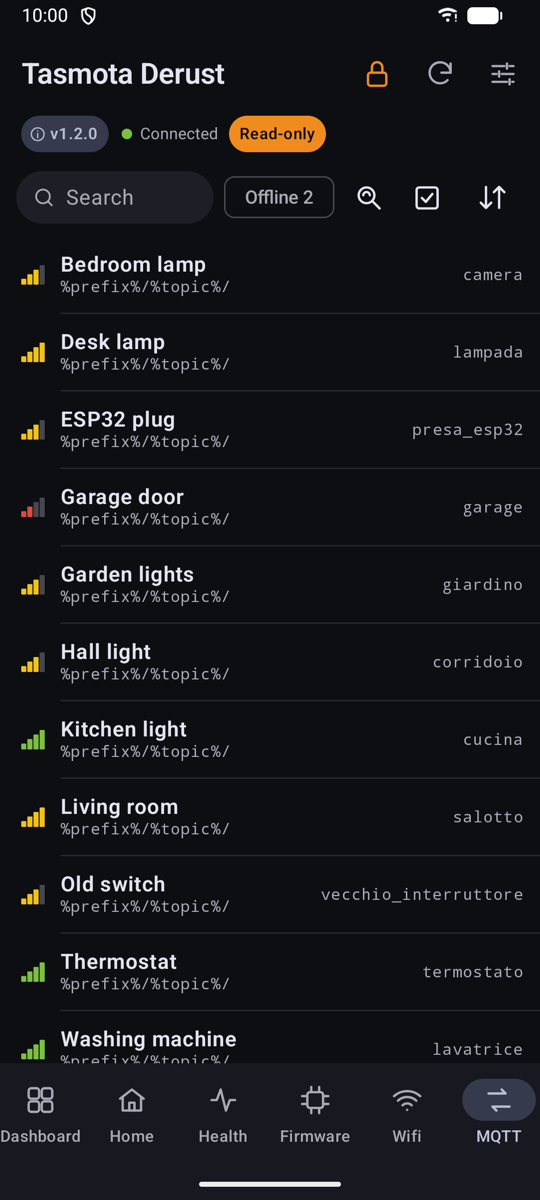 10:00
Tasmota Derust
v1.2.0 Connected Read-only
Search Offline 2
Bedroom lamp
%prefix%/%topic%/
camera
Desk lamp
%prefix%/%topic%/
lampada
ESP32 plug
%prefix%/%topic%/
presa_esp32
Garage door
%prefix%/%topic%/
garage
Garden lights
%prefix%/%topic%/
giardino
Hall light
%prefix%/%topic%/
corridoio
Kitchen light
%prefix%/%topic%/
cucina
Living room
%prefix%/%topic%/
salotto
Old switch
%prefix%/%topic%/
vecchio_interruttore
Thermostat
%prefix%/%topic%/
termostato
Washing machine
%prefix%/%topic%/
lavatrice
Dashboard Home Health Firmware Wifi MQTT